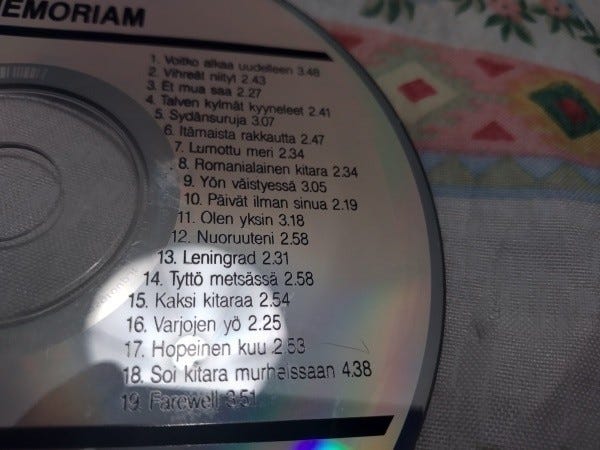 EMORIAM
1. Voitko alkaa uudelleen 3.48
2. Vihreät niityt 2.43
3. Et mua saa 2.27
4. Talven kylmät kyyneleet 2.41
5. Sydänsuruja 3.07
6. Itämaista rakkautta 2.47
7. Lumottu meri 2.34
8. Romanialainen kitara 2.34
9. Yön väistyessä 3.05
10. Päivät ilman sinua 2.19
11. Olen yksin 3.18
12. Nuoruuteni 2.58
13. Leningrad 2.31
14. Tyttö metsässä 2.58
15. Kaksi kitaraa 2.54
16. Varjojen yö 2.25
17. Hopeinen kuu 2.53
18. Soi kitara murheissaan 4.38
19. Farewell 3.51